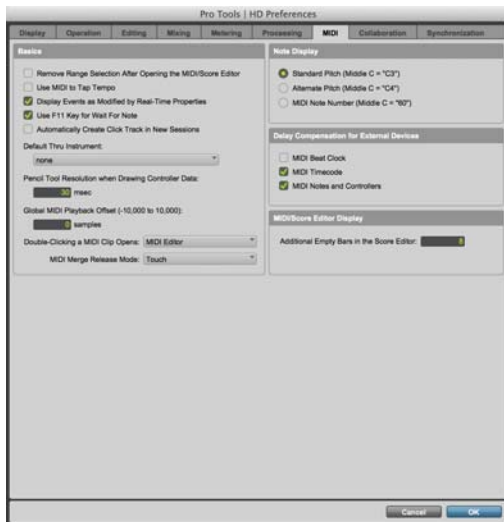 Pro Tools | HD Preferences
Display Operation Editing Mixing Metering Processing MIDI Collaboration Synchronization
Basics
Remove Range Selection After Opening the MIDI/Score Editor
Use MIDI to Tap Tempo
Display Events as Modified by Real-Time Properties
Use F11 Key for Wait For Note
Automatically Create Click Track in New Sessions
Default Thru Instrument:
none
Pencil Tool Resolution when Drawing Controller Data:
30 msec
Global MIDI Playback Offset (-10,000 to 10,000):
0 samples
Double-Clicking a MIDI Clip Opens: MIDI Editor
MIDI Merge Release Mode: Touch
Note Display
Standard Pitch (Middle C = "C3")
Alternate Pitch (Middle C = "C4")
MIDI Note Number (Middle C = "60")
Delay Compensation for External Devices
MIDI Beat Clock
MIDI Timecode
MIDI Notes and Controllers
MIDI/Score Editor Display
Additional Empty Bars in the Score Editor: 8
Cancel OK